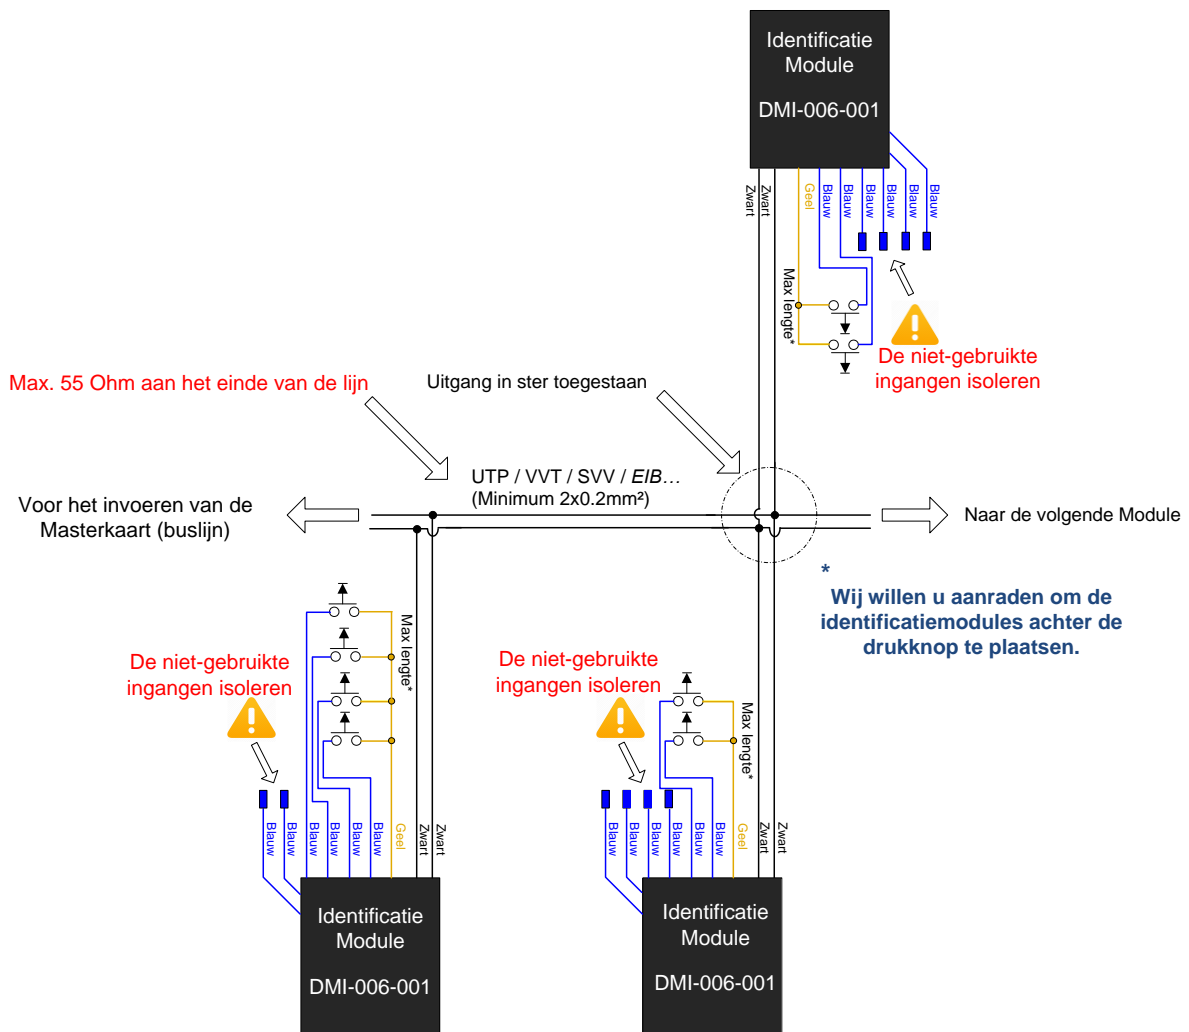 Identificatie
Module
DMI-006-001
Zwart
Zwart
Geel
Blauw
Blauw
Blauw
Blauw
Blauw
Blauw
Max lengte*
De niet-gebruikte
ingangen isoleren
Max. 55 Ohm aan het einde van de lijn
Uitgang in ster toegestaan
UTP / VVT / SVV / EIB...
(Minimum 2x0.2mm²)
Voor het invoeren van de
Masterkaart (buslijn)
Naar de volgende Module
*
Wij willen u aanraden om de
identificatiemodules achter de
drukknop te plaatsen.
De niet-gebruikte
ingangen isoleren
Max lengte*
Blauw
Blauw
Blauw
Blauw
Blauw
Blauw
Geel
Zwart
Zwart
Identificatie
Module
DMI-006-001
De niet-gebruikte
ingangen isoleren
Max lengte*
Blauw
Blauw
Blauw
Blauw
Blauw
Blauw
Geel
Zwart
Zwart
Identificatie
Module
DMI-006-001